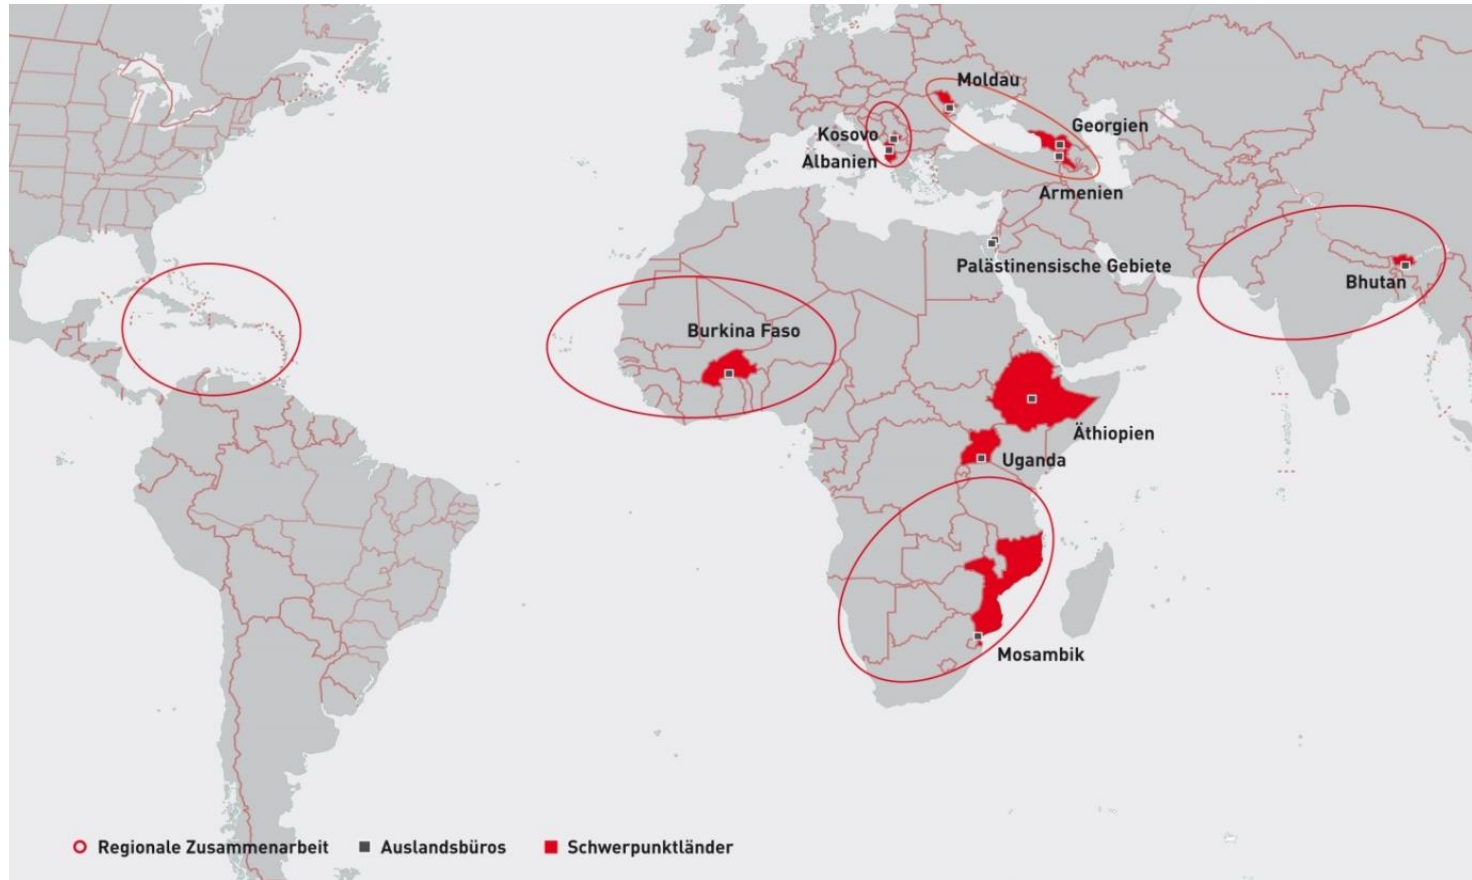 Moldau
Georgien
Kosovo
Albanien
Armenien
Palästinensische Gebiete
Bhutan
Burkina Faso
Äthiopien
Uganda
Mosambik
Regionale Zusammenarbeit
Auslandsbüros
Schwerpunktländer